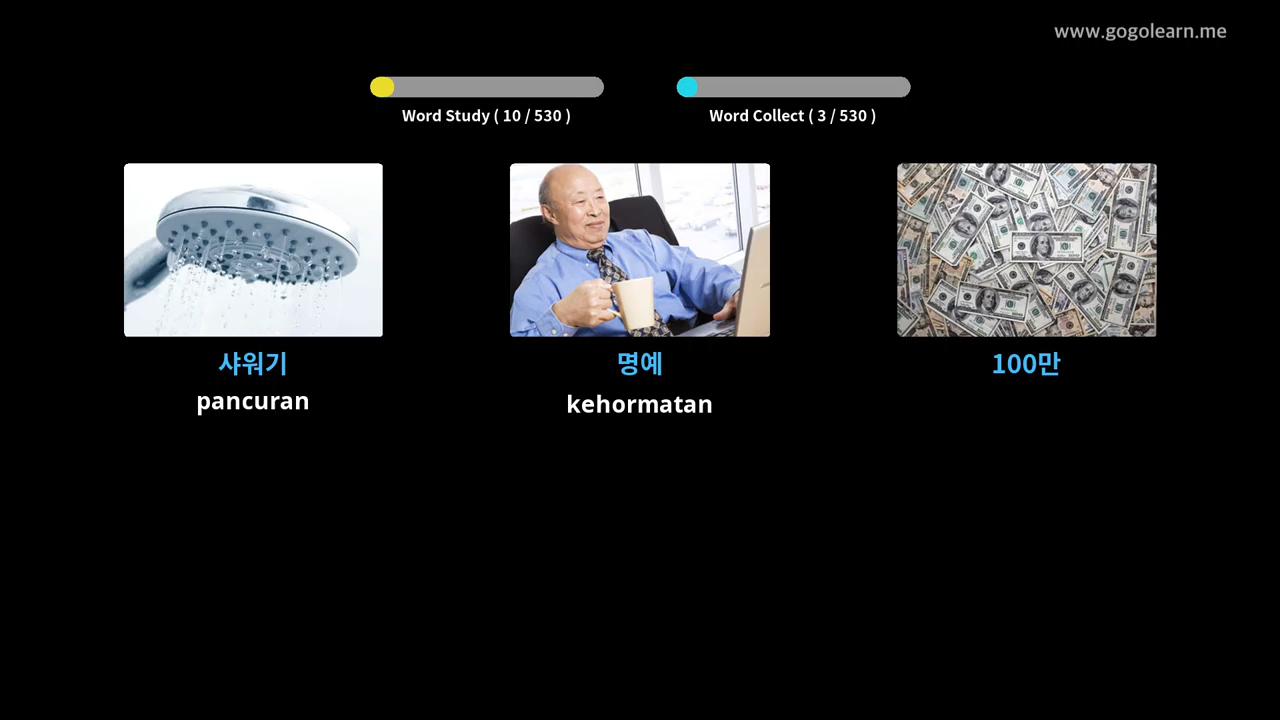 www.gogolearn.me
Word Study ( 10 / 530 )
Word Collect ( 3 / 530 )
샤워기
pancuran
명예
kehormatan
100만